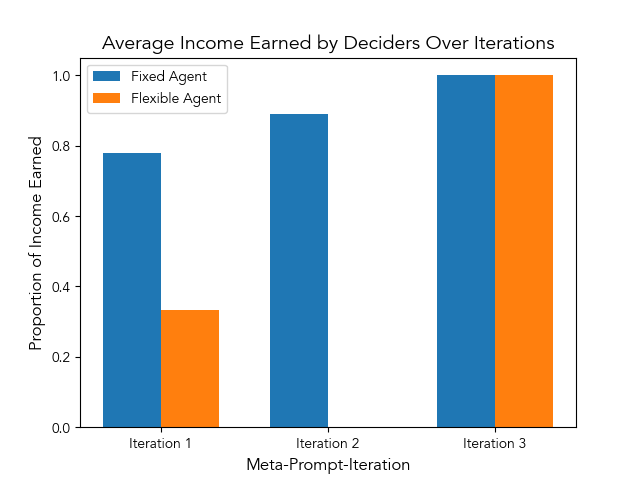 Average Income Earned by Deciders Over Iterations
Fixed Agent
Flexible Agent
Proportion of Income Earned
1.0
0.8
0.6
0.4
0.2
0.0
Iteration 1
Iteration 2
Iteration 3
Meta-Prompt-Iteration